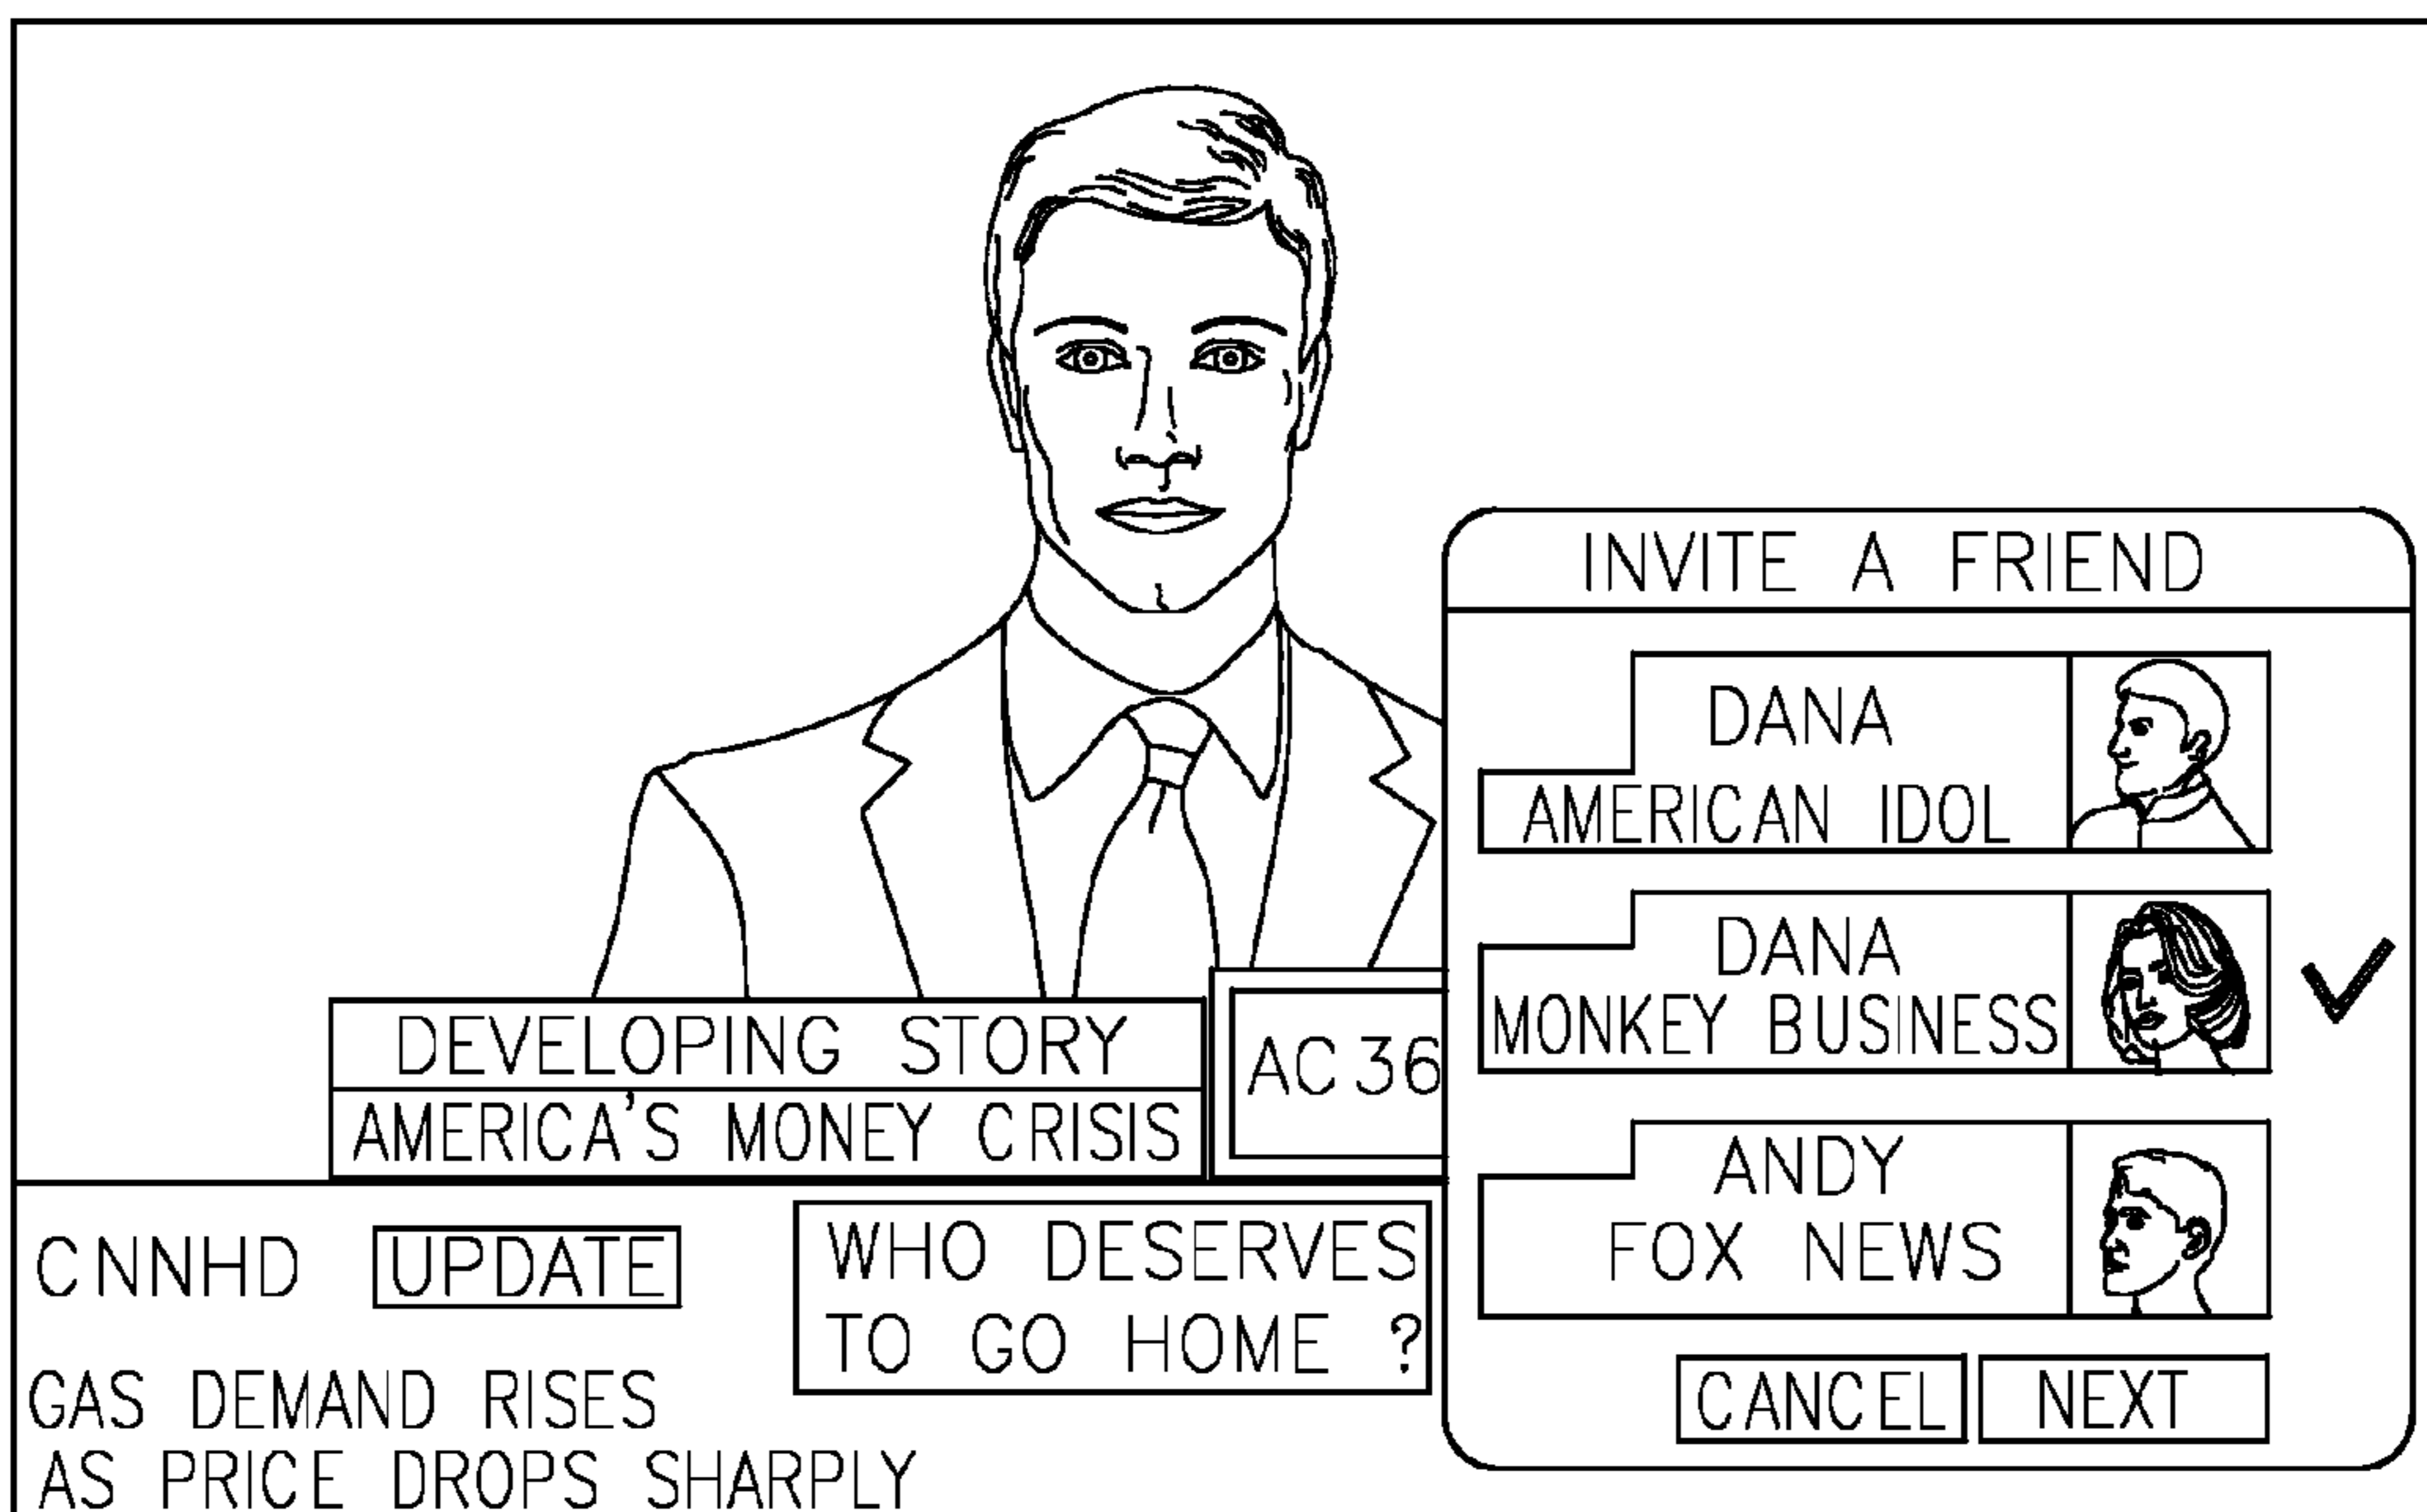 INVITE A FRIEND
DANA
AMERICAN IDOL
DANA
MONKEY BUSINESS
ANDY
FOX NEWS
CANCEL NEXT
DEVELOPING STORY
AMERICA'S MONEY CRISIS
AC 36
CNNHD UPDATE
WHO DESERVES
TO GO HOME ?
GAS DEMAND RISES
AS PRICE DROPS SHARPLY